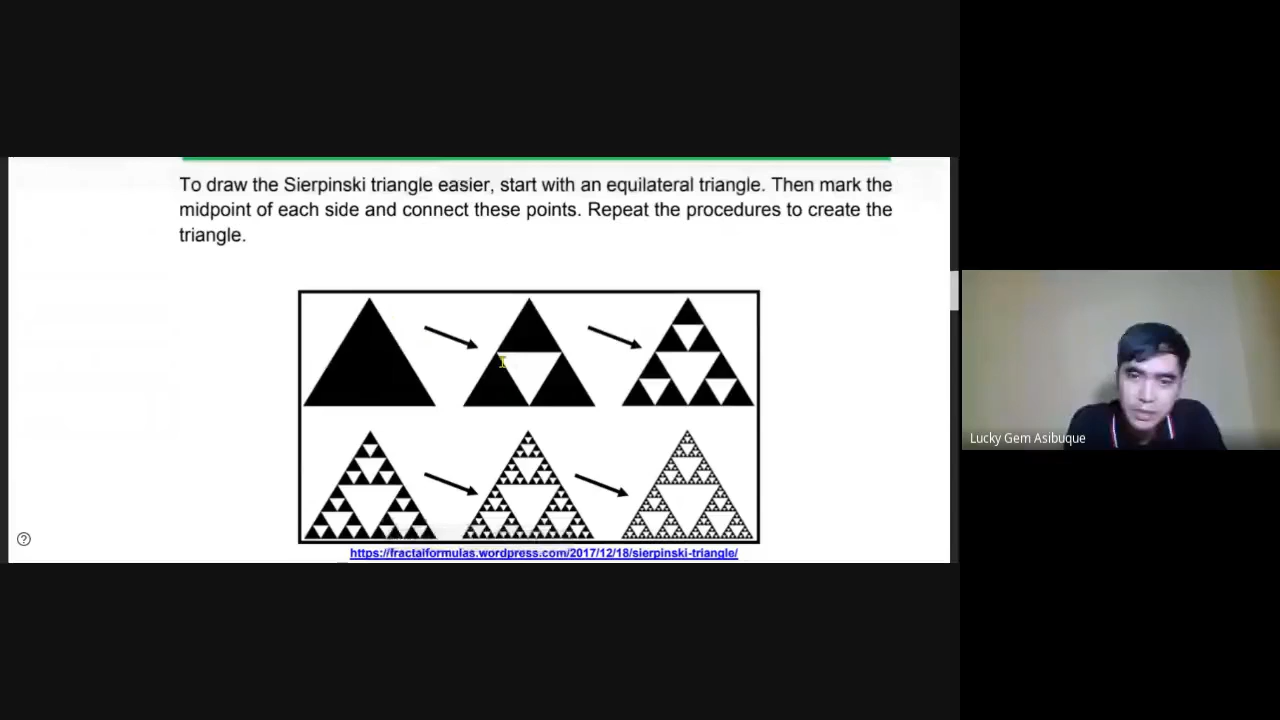 To draw the Sierpinski triangle easier, start with an equilateral triangle. Then mark the
midpoint of each side and connect these points. Repeat the procedures to create the
triangle.
https://fractalformulas.wordpress.com/2017/12/18/sierpinski-triangle/
Lucky Gem Asibuque
?